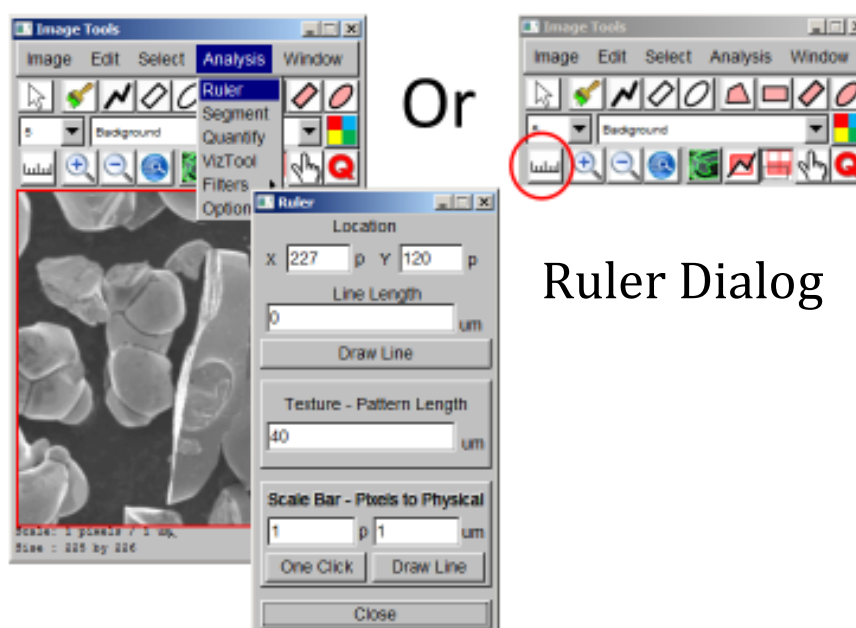 Image Tools
Image Edit Select Analysis Window
Ruler
Segment
Quantify
VizTool
Filters
Option
5 Background
Ruler
Location
X 227 p Y 120 p
Line Length
0 um
Draw Line
Texture - Pattern Length
40 um
Scale Bar - Pixels to Physical
1 p 1 um
One Click Draw Line
Close
Scale: 1 pixels / 1 um
Size : 225 by 226
Or
Image Tools
Image Edit Select Analysis Window
Background
Ruler Dialog